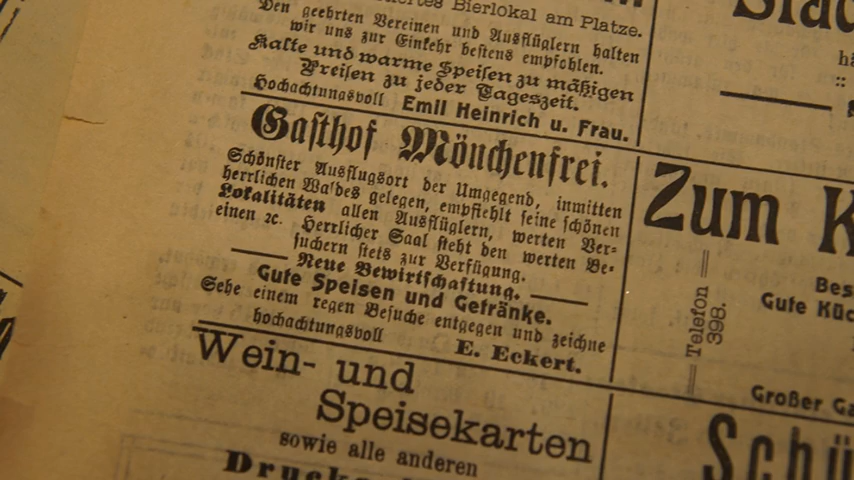 Bierlokal am Platze.
Den geehrten Vereinen und Ausflüglern halten
wir uns zur Einkehr bestens empfohlen.
Kalte und warme Speisen zu mäßigen
Preisen zu jeder Tageszeit.
Hochachtungsvoll Emil Heinrich u. Frau.
Gasthof Mönchenfrei.
Schönster Ausflugsort der Umgegend, inmitten
herrlichen Waldes gelegen, empfiehlt seine schönen
Lokalitäten allen Ausflüglern, werten Ver-
einen ꝛc. Herrlicher Saal steht den werten Be-
suchern stets zur Verfügung.
Neue Bewirtschaftung.
Gute Speisen und Getränke.
Sehe einem regen Besuche entgegen und zeichne
hochachtungsvoll E. Eckert.
Wein- und
Speisekarten
sowie alle anderen
Zum K
Telefon
398.
Bes
Gute Küc
Großer Ga
Schü